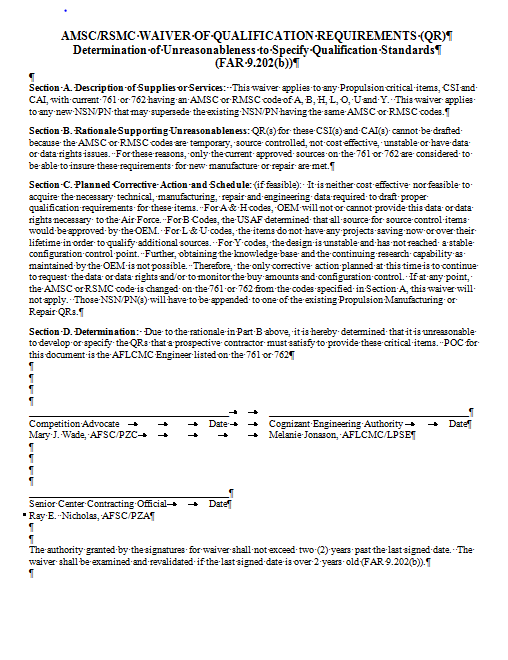 AMSC/RSMC WAIVER OF QUALIFICATION REQUIREMENTS (QR)¶
Determination of Unreasonableness to Specify Qualification Standards¶
(FAR 9.202(b))¶
¶
Section A. Description of Supplies or Services: This waiver applies to any Propulsion critical items, CSI and
CAI, with current 761 or 762 having an AMSC or RMSC code of A, B, H, L, O, U and Y. This waiver applies
to any new NSN/PN that may supersede the existing NSN/PN having the same AMSC or RMSC codes.¶
Section B. Rationale Supporting Unreasonableness: QR(s) for these CSI(s) and CAI(s) cannot be drafted
because the AMSC or RMSC codes are temporary, source controlled, not cost effective, unstable or have data
or data rights issues. For these reasons, only the current approved sources on the 761 or 762 are considered to
be able to insure these requirements for new manufacture or repair are met.¶
Section C. Planned Corrective Action and Schedule: (if feasible): It is neither cost effective nor feasible to
acquire the necessary technical, manufacturing, repair and engineering data required to draft proper
qualification requirements for these items. For A & H codes, OEM will not or cannot provide this data or data
rights necessary to the Air Force. For B Codes, the USAF determined that all source for source control items
would be approved by the OEM. For L & U codes, the items do not have any projects saving now or over their
lifetime in order to qualify additional sources. For Y codes, the design is unstable and has not reached a stable
configuration control point. Further, obtaining the knowledge base and the continuing research capability as
maintained by the OEM is not possible. Therefore, the only corrective action planned at this time is to continue
to request the data or data rights and/or to monitor the buy amounts and configuration control. If at any point,
the AMSC or RSMC code is changed on the 761 or 762 from the codes specified in Section A, this waiver will
not apply. Those NSN/PN(s) will have to be appended to one of the existing Propulsion Manufacturing or
Repair QRs.¶
Section D. Determination: Due to the rationale in Part B above, it is hereby determined that it is unreasonable
to develop or specify the QRs that a prospective contractor must satisfy to provide these critical items. POC for
this document is the AFLCMC Engineer listed on the 761 or 762¶
¶
¶
¶
¶
→ → ¶
Competition Advocate → → Date → → Cognizant Engineering Authority → → Date¶
Mary J. Wade, AFSC/PZC → → → → → Melanie Jonason, AFLCMC/LPSE¶
¶
¶
¶
¶
¶
Senior Center Contracting Official → → Date¶
Ray E. Nicholas, AFSC/PZA¶
¶
¶
The authority granted by the signatures for waiver shall not exceed two (2) years past the last signed date. The
waiver shall be examined and revalidated if the last signed date is over 2 years old (FAR 9.202(b)).¶
¶